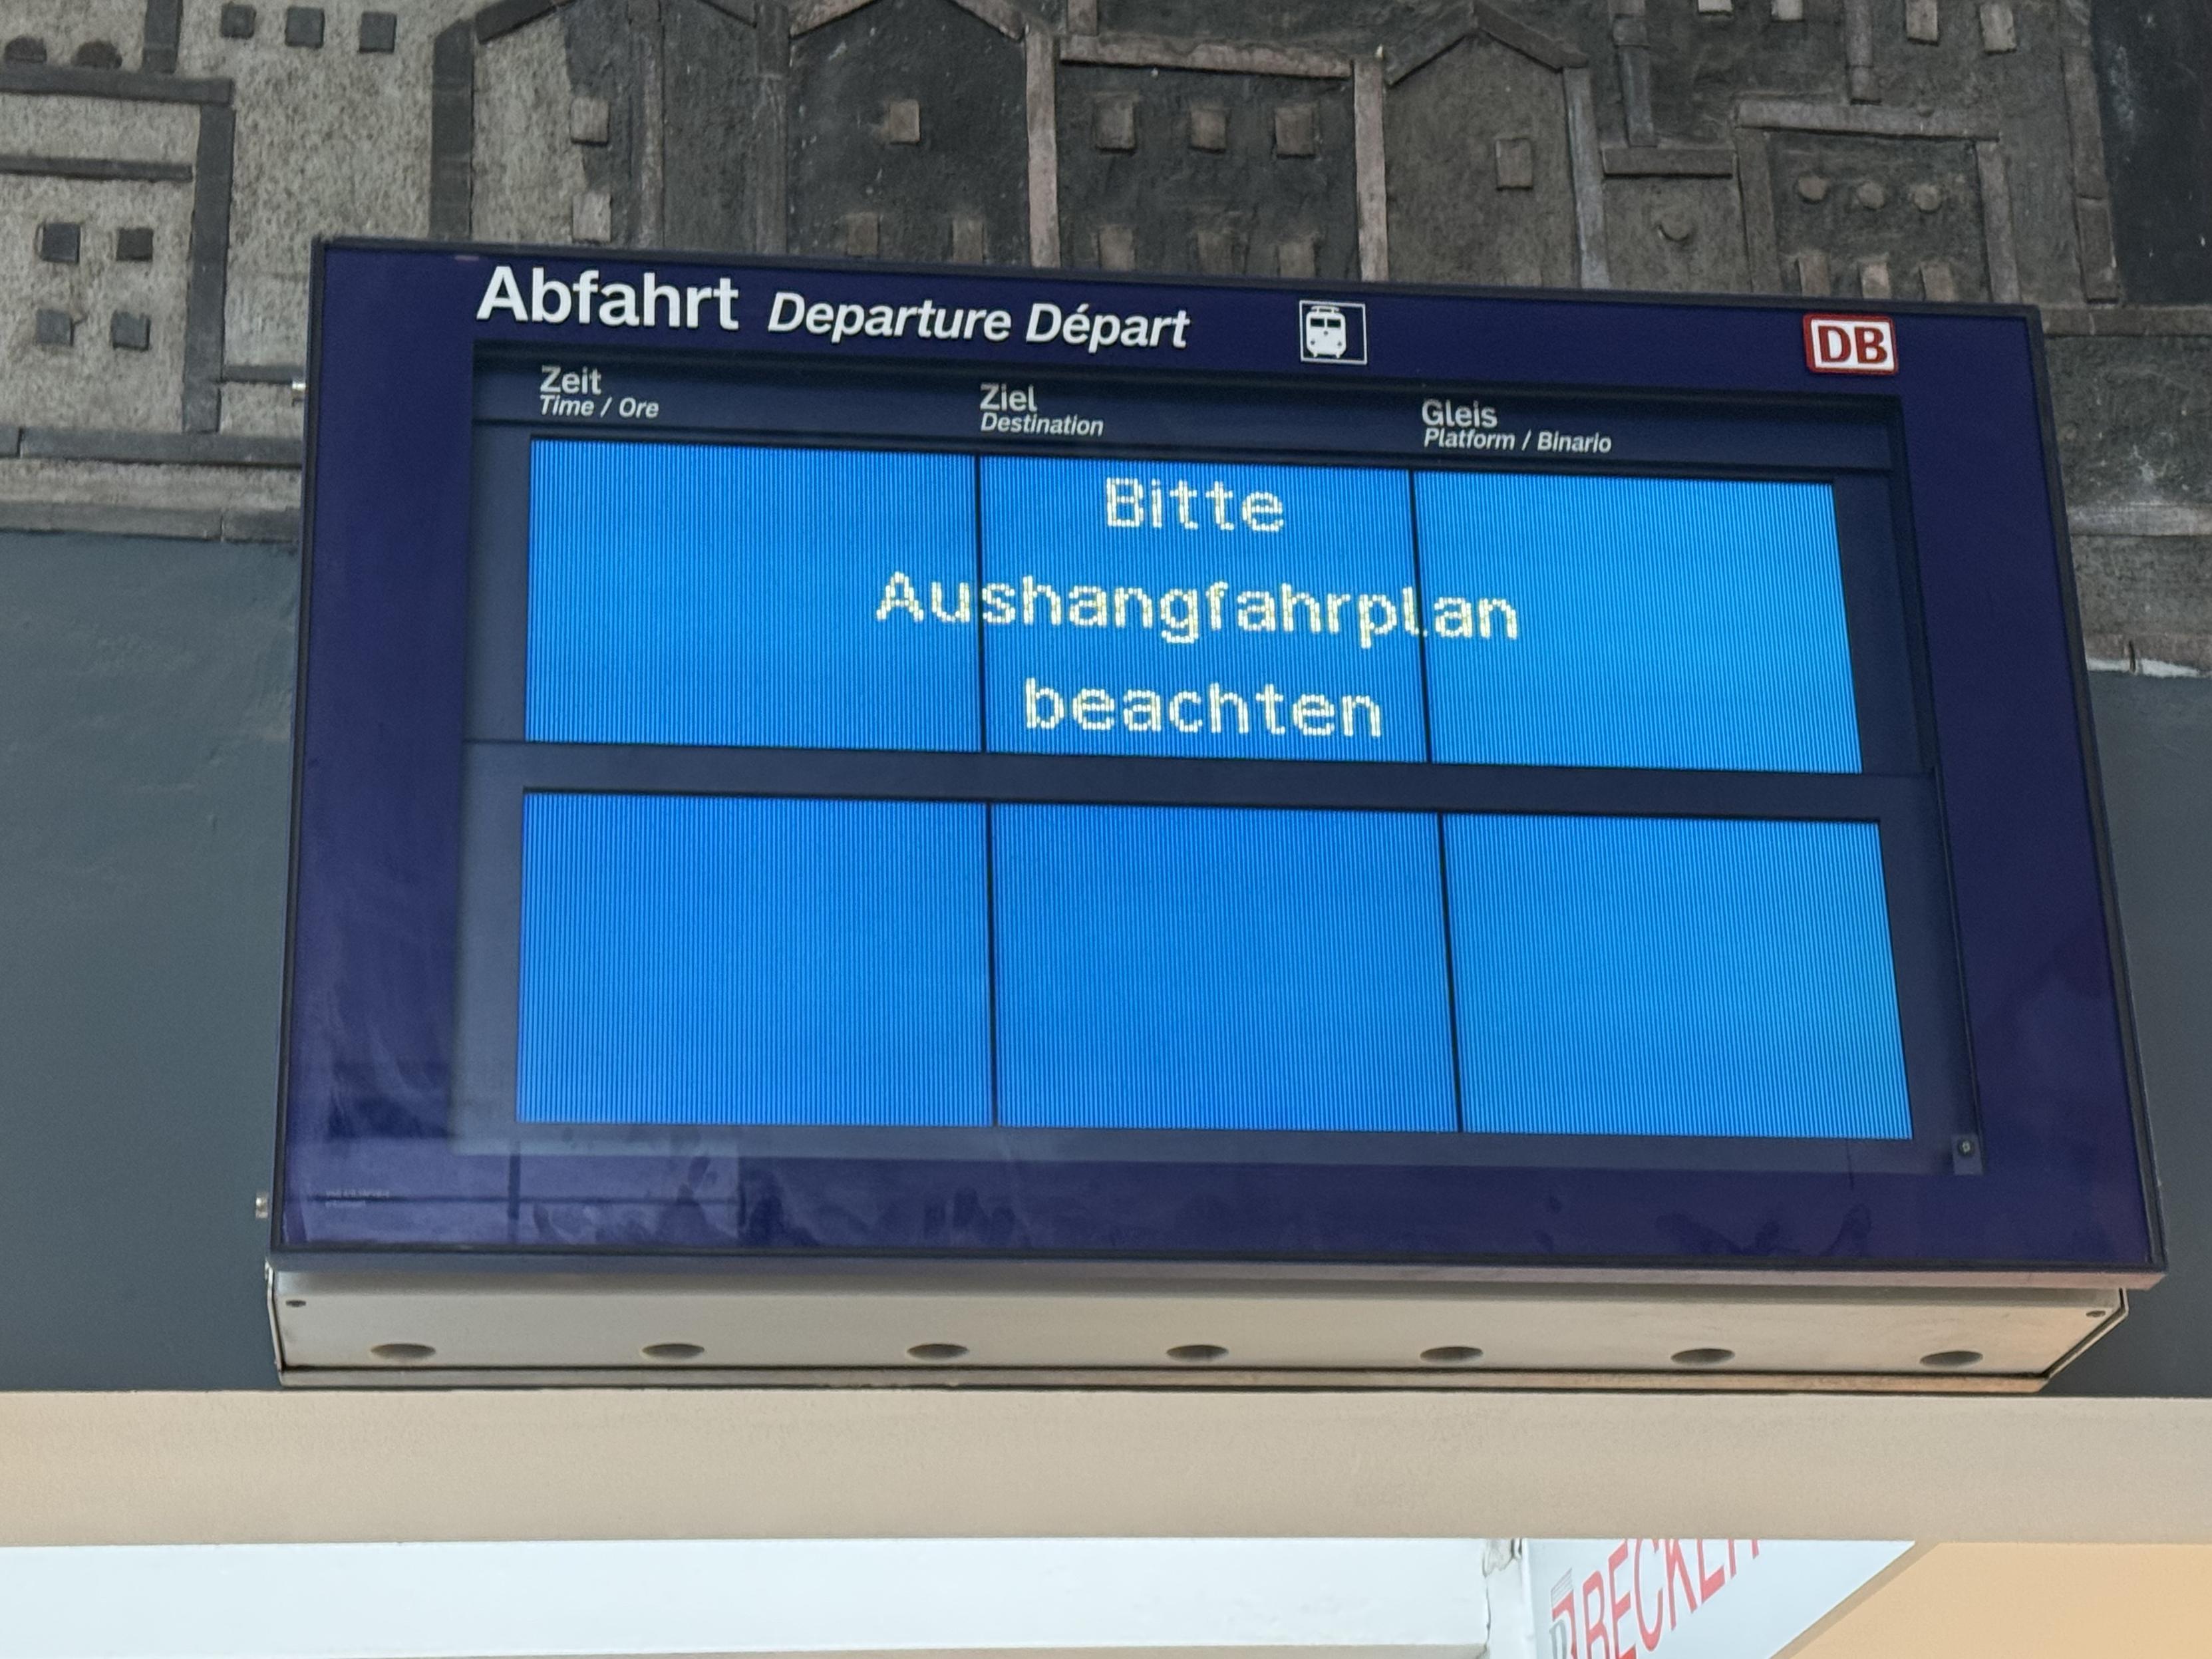 Abfahrt Departure Départ
DB
Zeit
Time / Ore
Ziel
Destination
Gleis
Platform / Binario
Bitte
Aushangfahrplan
beachten